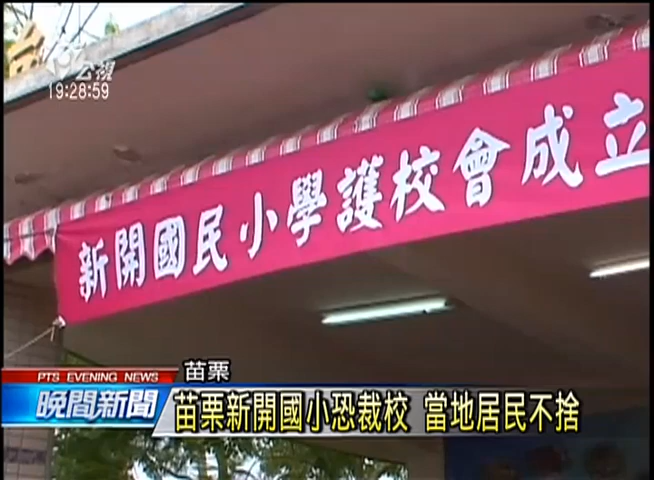 公視
19:28:59
新開國民小學護校會成立
苗栗
PTS EVENING NEWS
晚間新聞
苗栗新開國小恐裁校 當地居民不捨